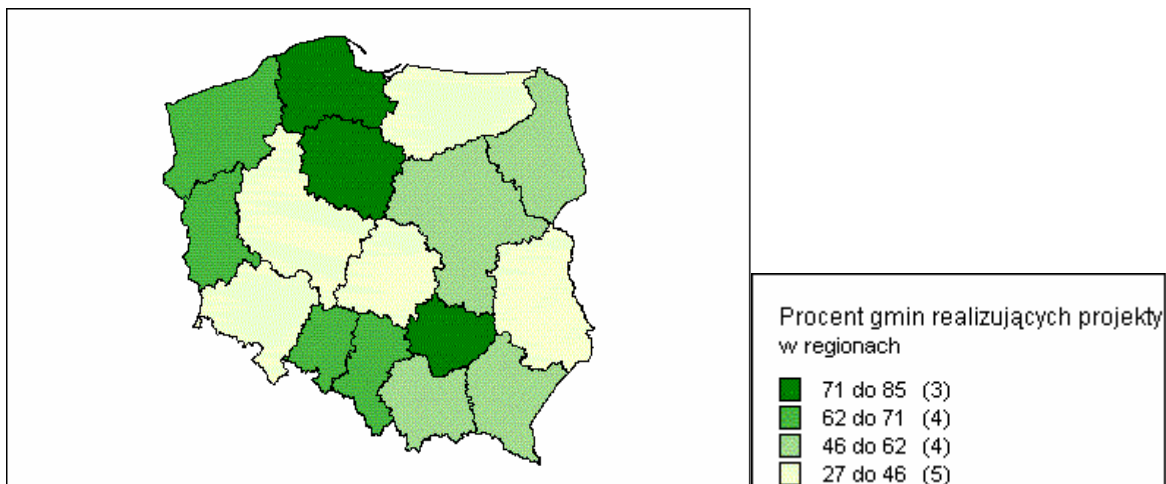 Procent gmin realizujących projekty
w regionach
71 do 85 (3)
62 do 71 (4)
46 do 62 (4)
27 do 46 (5)